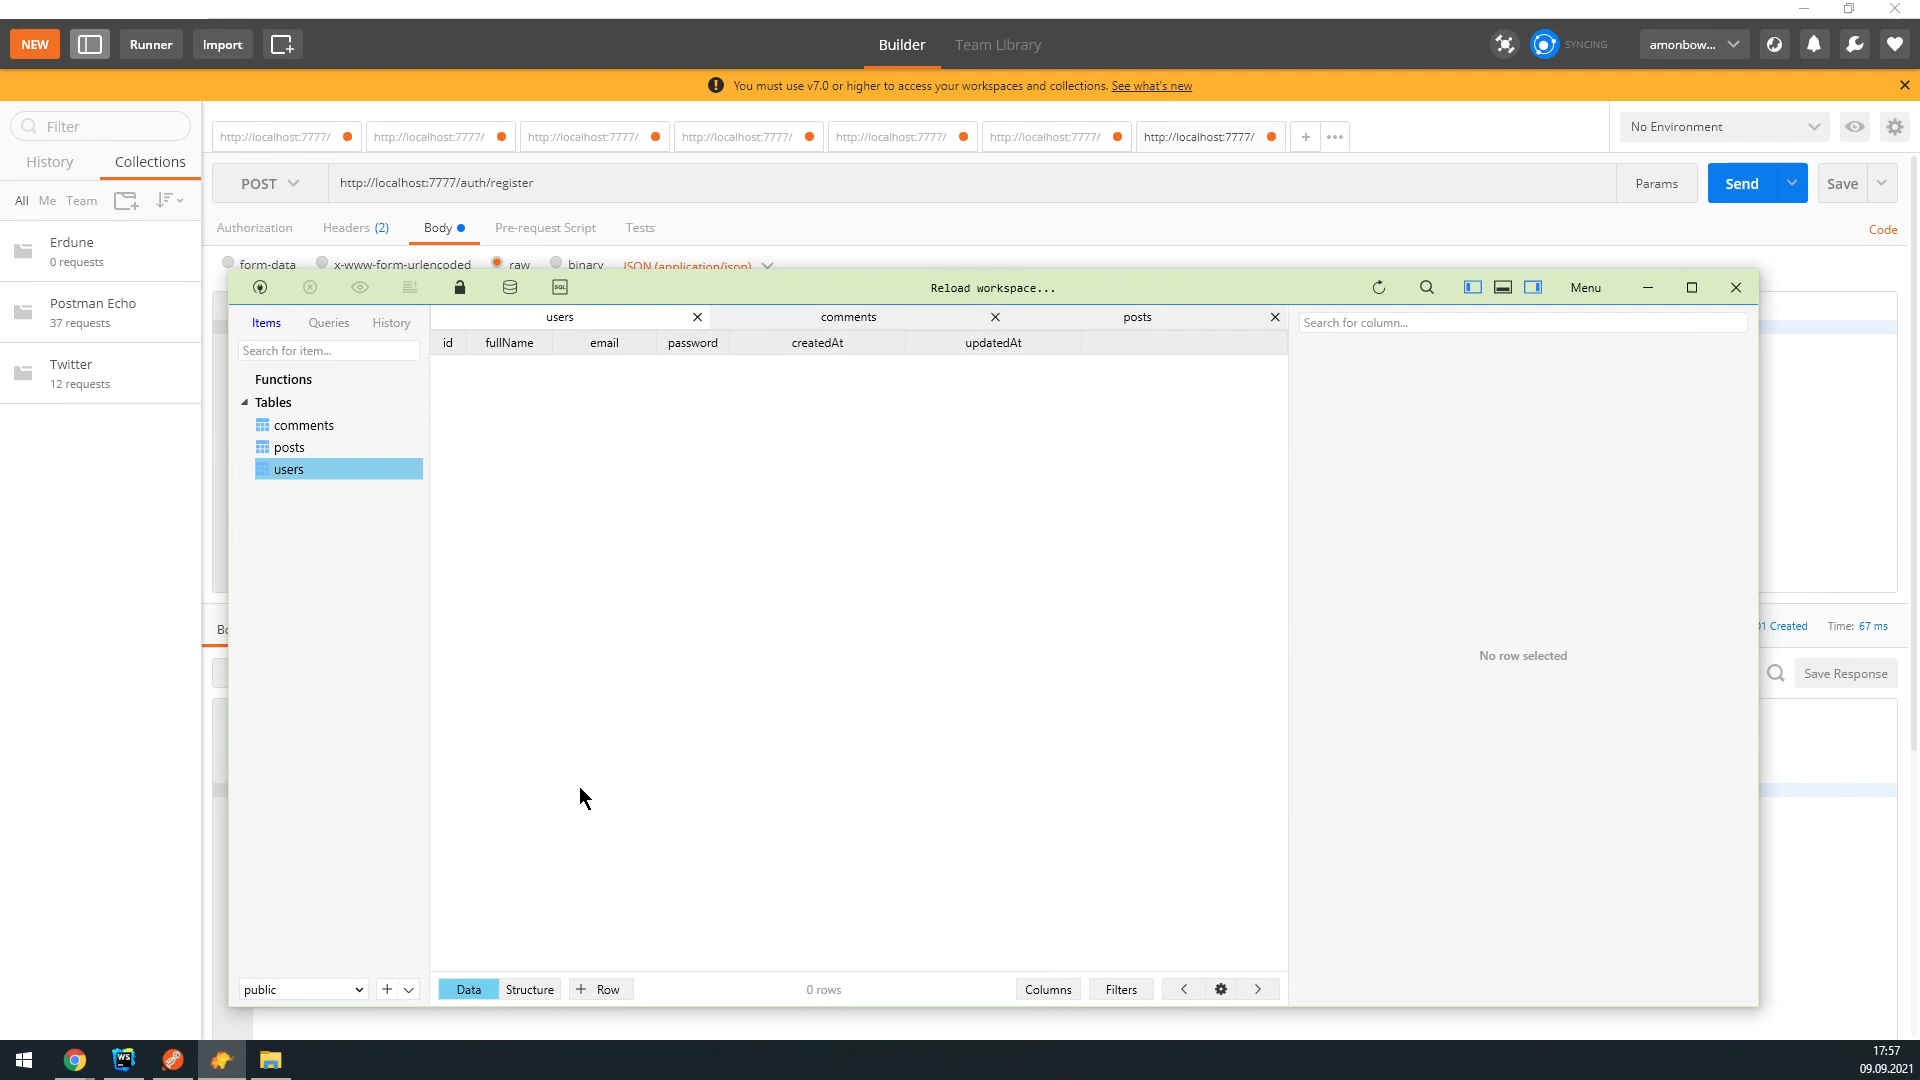 NEW
Runner
Import
Builder
Team Library
SYNCING
amonbow...
You must use v7.0 or higher to access your workspaces and collections. See what's new
Filter
History
Collections
All
Me
Team
Erdune
0 requests
Postman Echo
37 requests
Twitter
12 requests
http://localhost:7777/
http://localhost:7777/
http://localhost:7777/
http://localhost:7777/
http://localhost:7777/
http://localhost:7777/
http://localhost:7777/
No Environment
POST
http://localhost:7777/auth/register
Params
Send
Save
Authorization
Headers (2)
Body
Pre-request Script
Tests
Code
form-data
x-www-form-urlencoded
raw
binary
JSON (application/json)
SQL
Reload workspace...
Menu
Items
Queries
History
Search for item...
Functions
Tables
comments
posts
users
users
comments
posts
id
fullName
email
password
createdAt
updatedAt
Search for column...
No row selected
public
Data
Structure
Row
0 rows
Columns
Filters
Created
Time: 67 ms
Save Response
WS
17:57
09.09.2021